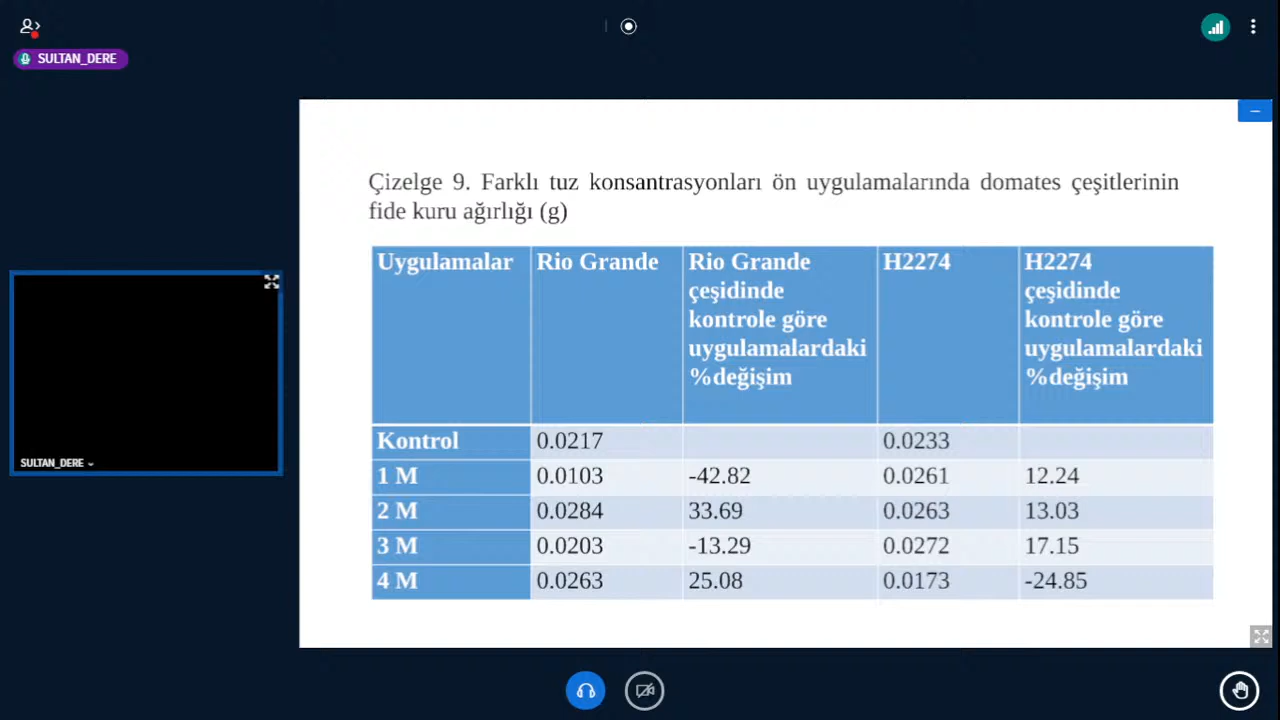 SULTAN_DERE
Çizelge 9. Farklı tuz konsantrasyonları ön uygulamalarında domates çeşitlerinin
fide kuru ağırlığı (g)
Uygulamalar Rio Grande Rio Grande çeşidinde kontrole göre uygulamalardaki %değişim H2274 H2274 çeşidinde kontrole göre uygulamalardaki %değişim
Kontrol 0.0217 0.0233
1 M 0.0103 -42.82 0.0261 12.24
2 M 0.0284 33.69 0.0263 13.03
3 M 0.0203 -13.29 0.0272 17.15
4 M 0.0263 25.08 0.0173 -24.85
SULTAN_DERE